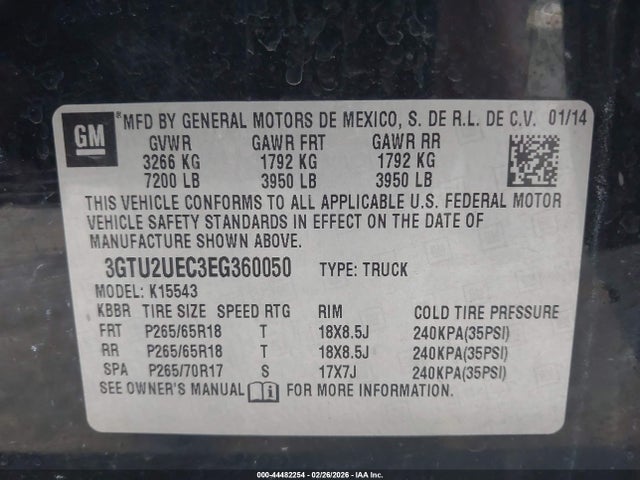 GM ® MFD BY GENERAL MOTORS DE MEXICO, S. DE R.L. DE C.V. 01/14
GVWR GAWR FRT GAWR RR
3266 KG 1792 KG 1792 KG
7200 LB 3950 LB 3950 LB
THIS VEHICLE CONFORMS TO ALL APPLICABLE U.S. FEDERAL MOTOR
VEHICLE SAFETY STANDARDS IN EFFECT ON THE DATE OF
MANUFACTURE SHOWN ABOVE.
3GTU2UEC3EG360050 TYPE: TRUCK
MODEL: K15543
KBBR TIRE SIZE SPEED RTG RIM COLD TIRE PRESSURE
FRT P265/65R18 T 18X8.5J 240KPA(35PSI)
RR P265/65R18 T 18X8.5J 240KPA(35PSI)
SPA P265/70R17 S 17X7J 240KPA(35PSI)
SEE OWNER'S MANUAL i FOR MORE INFORMATION.
000-44482254 - 02/26/2026 - IAA Inc.